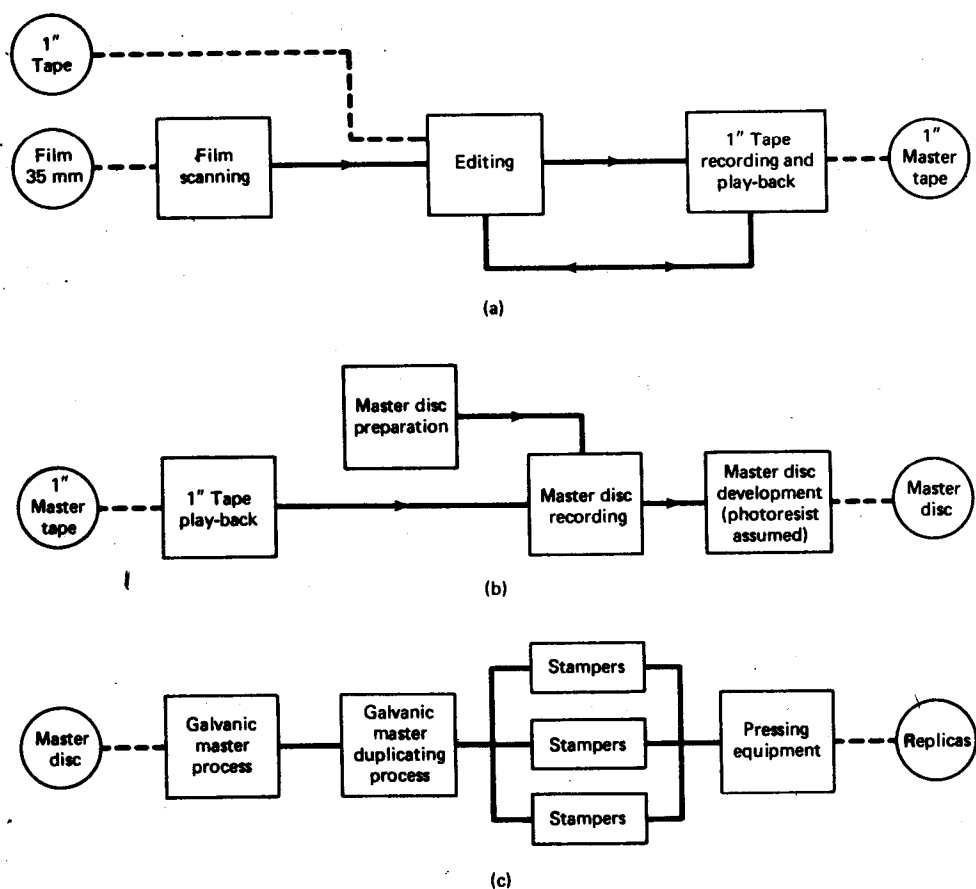 1″
Tape
Film
35 mm
Film
scanning
Editing
1″ Tape
recording and
play-back
1″
Master
tape
(a)
Master disc
preparation
1″
Master
tape
1″ Tape
play-back
Master disc
recording
Master disc
development
(photoresist
assumed)
Master
disc
(b)
Master
disc
Galvanic
master
process
Galvanic
master
duplicating
process
Stampers
Stampers
Stampers
Pressing
equipment
Replicas
(c)